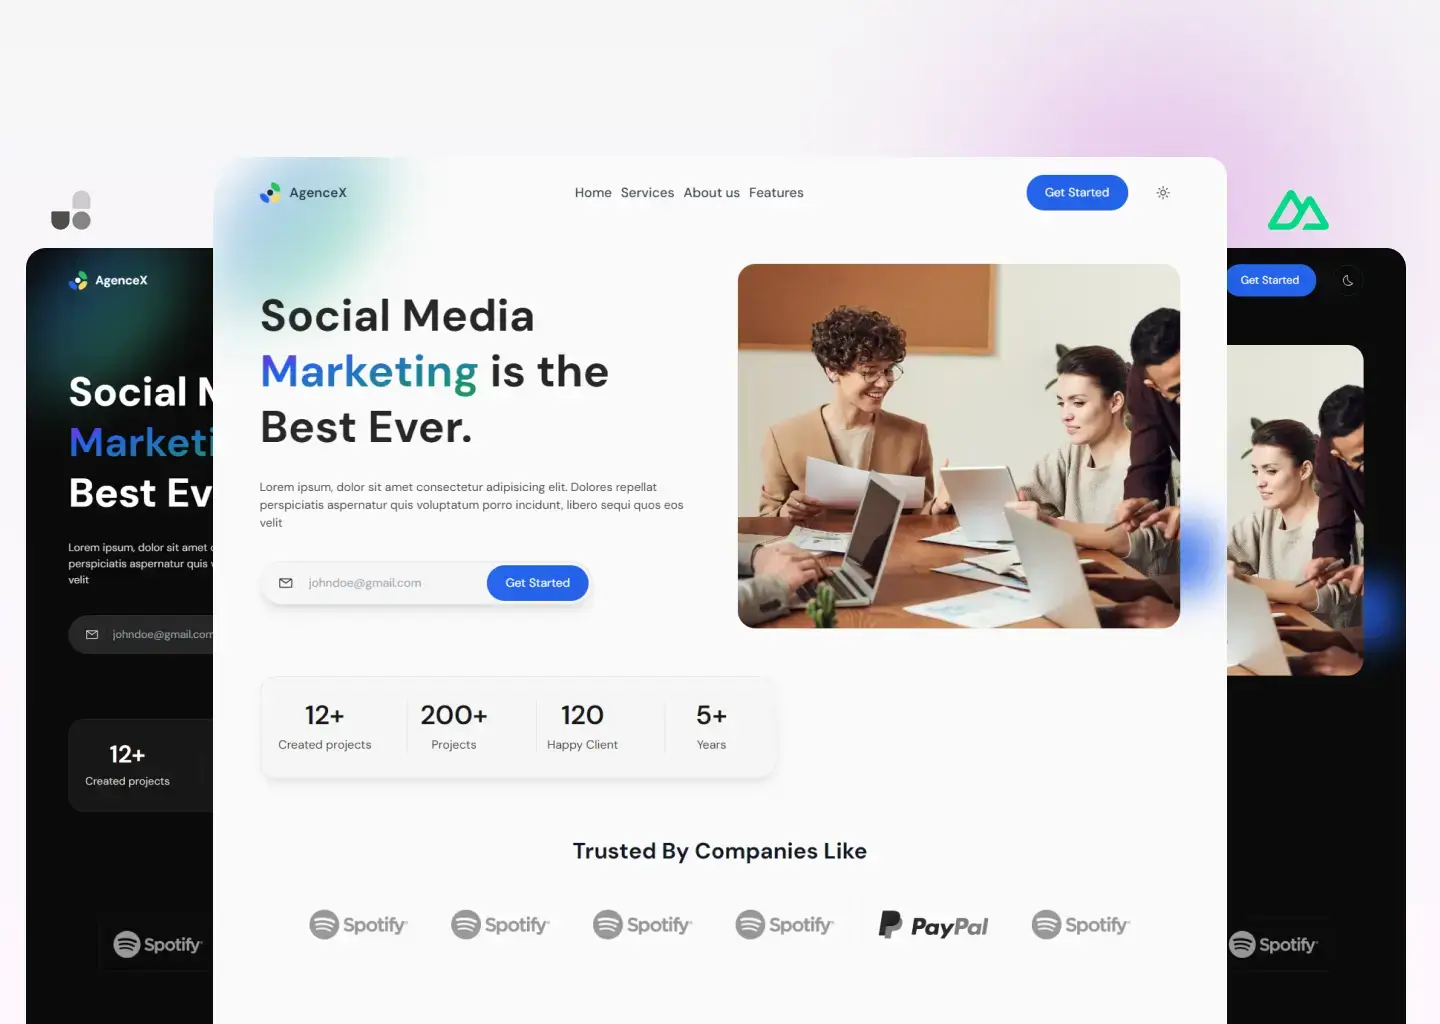 AgenceX
Home Services About us Features
Get Started
Social Media
Marketing is the
Best Ever.
Lorem ipsum, dolor sit amet consectetur adipisicing elit. Dolores repellat
perspiciatis aspernatur quis voluptatum porro incidunt, libero sequi quos eos
velit
johndoe@gmail.com
Get Started
12+
Created projects
200+
Projects
120
Happy Client
5+
Years
Trusted By Companies Like
Spotify
Spotify
Spotify
Spotify
PayPal
Spotify
AgenceX
Social M
Marketi
Best Ev
Lorem ipsum, dolor sit amet
perspiciatis aspernatur quis
velit
johndoe@gmail.com
12+
Created projects
Spotify
Get Started
Spotify